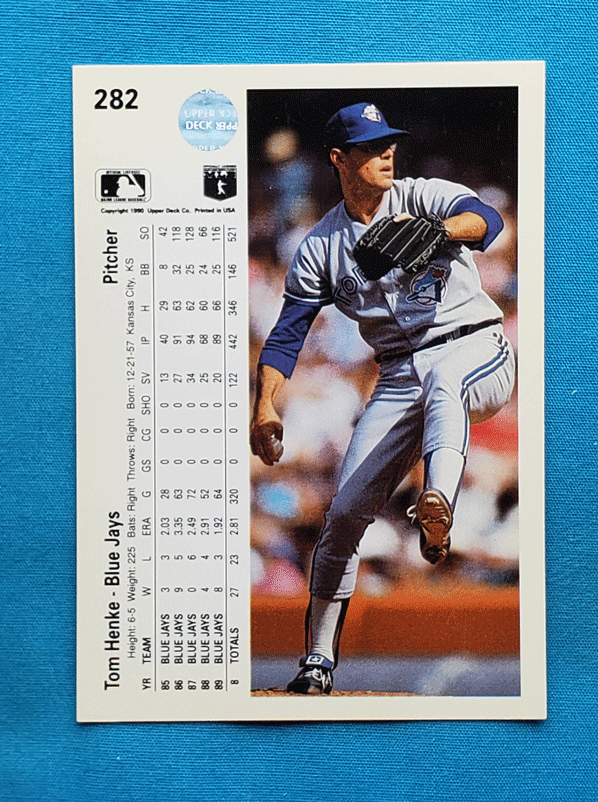 282
DECK
OFFICIAL LICENSEE
MAJOR LEAGUE BASEBALL
Copyright 1990 Upper Deck Co. Printed in USA
Tom Henke - Blue Jays Pitcher
Height: 6-5 Weight: 225 Bats: Right Throws: Right Born: 12-21-57 Kansas City, KS
YR TEAM W L ERA G GS CG SHO SV IP H BB SO
85 BLUE JAYS 3 3 2.03 28 0 0 0 13 40 29 8 42
86 BLUE JAYS 9 5 3.35 63 0 0 0 27 91 63 32 118
87 BLUE JAYS 0 6 2.49 72 0 0 0 34 94 62 25 128
88 BLUE JAYS 4 4 2.91 52 0 0 0 25 68 60 24 66
89 BLUE JAYS 8 3 1.92 64 0 0 0 20 89 66 25 116
8 TOTALS 27 23 2.81 320 0 0 0 122 442 346 146 521